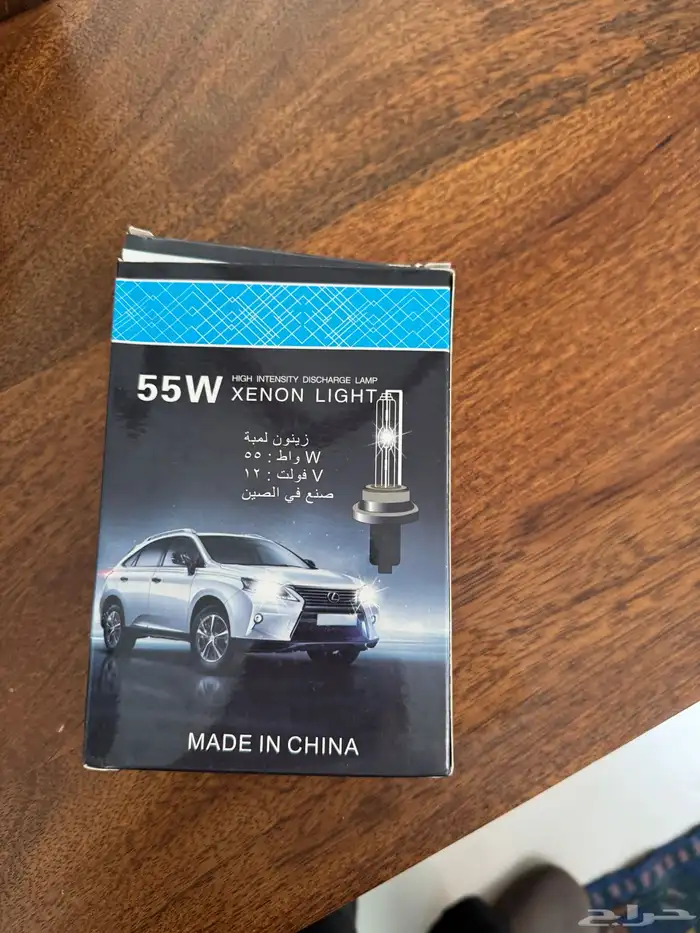 55W
HIGH INTENSITY DISCHARGE LAMP
XENON LIGHT
زينون لمبة
W واط : ٥٥
V فولت : ١٢
صنع في الصين
MADE IN CHINA
حراج